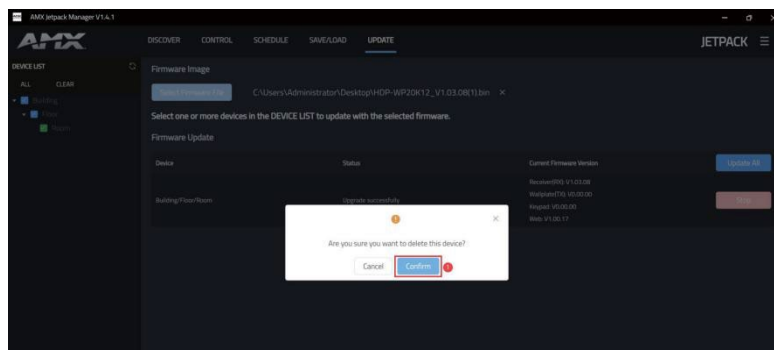 AMX Jetpack Manager V1.4.1
AMX
DISCOVER CONTROL SCHEDULE SAVE/LOAD UPDATE
JETPACK
DEVICE LIST
ALL CLEAR
Building
Floor
Room
Firmware Image
Select Firmware File C:\Users\Administrator\Desktop\HDP-WP20K12_V1.03.08(1).bin ×
Select one or more devices in the DEVICE LIST to update with the selected firmware.
Firmware Update
Device Status Current Firmware Version Update All
Building/Floor/Room Upgrade successfully
Receiver(RX): V1.03.08
Wallplate(TX): V0.00.00
Keypad: V0.00.00
Web: V1.00.17
Stop
Are you sure you want to delete this device?
Cancel Confirm 1